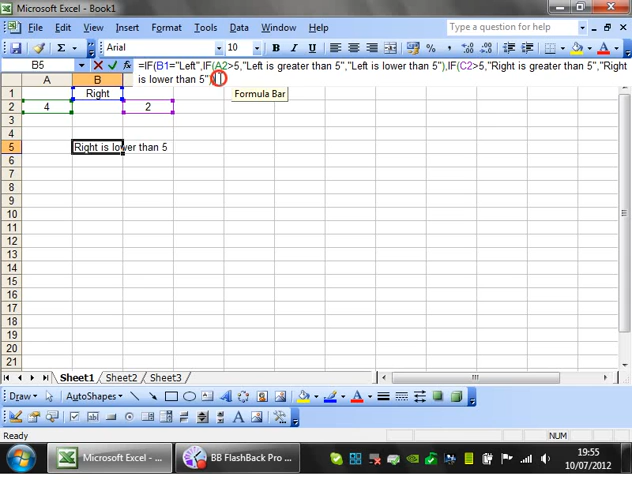 Microsoft Excel - Book1
File Edit View Insert Format Tools Data Window Help
Type a question for help
Σ Arial 10 B
B5 fx =IF(B1="Left",IF(A2>5,"Left is greater than 5","Left is lower than 5"),IF(C2>5,"Right is greater than 5","Right
is lower than 5"))
Formula Bar
A B C D E F G H I J K L
1 Right
2 4 2
3
4
5 Right is lower than 5
6
7
8
9
10
11
12
13
14
15
16
17
18
19
20
21
Sheet1 Sheet2 Sheet3
Draw AutoShapes A
Ready NUM
Microsoft Excel - ... BB FlashBack Pro ... 19:55
10/07/2012